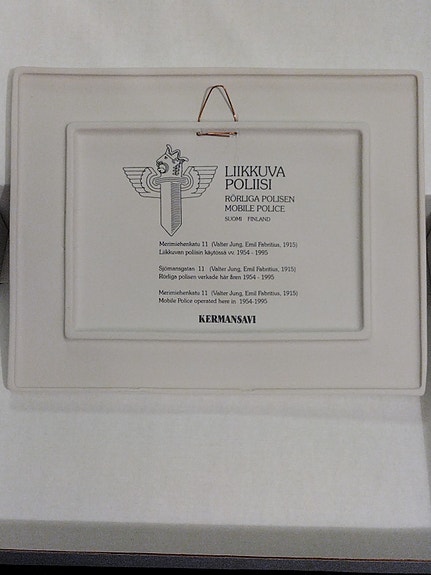 LIIKKUVA
POLIISI
RÖRLIGA POLISEN
MOBILE POLICE
SUOMI FINLAND
Merimiehenkatu 11 (Valter Jung, Emil Fabritius, 1915)
Liikkuvan poliisin käytössä vv. 1954 - 1995
Sjömansgatan 11 (Valter Jung, Emil Fabritius, 1915)
Rörliga polisen verkade här åren 1954 - 1995
Merimiehenkatu 11 (Valter Jung, Emil Fabritius, 1915)
Mobile Police operated here in 1954-1995
KERMANSAVI